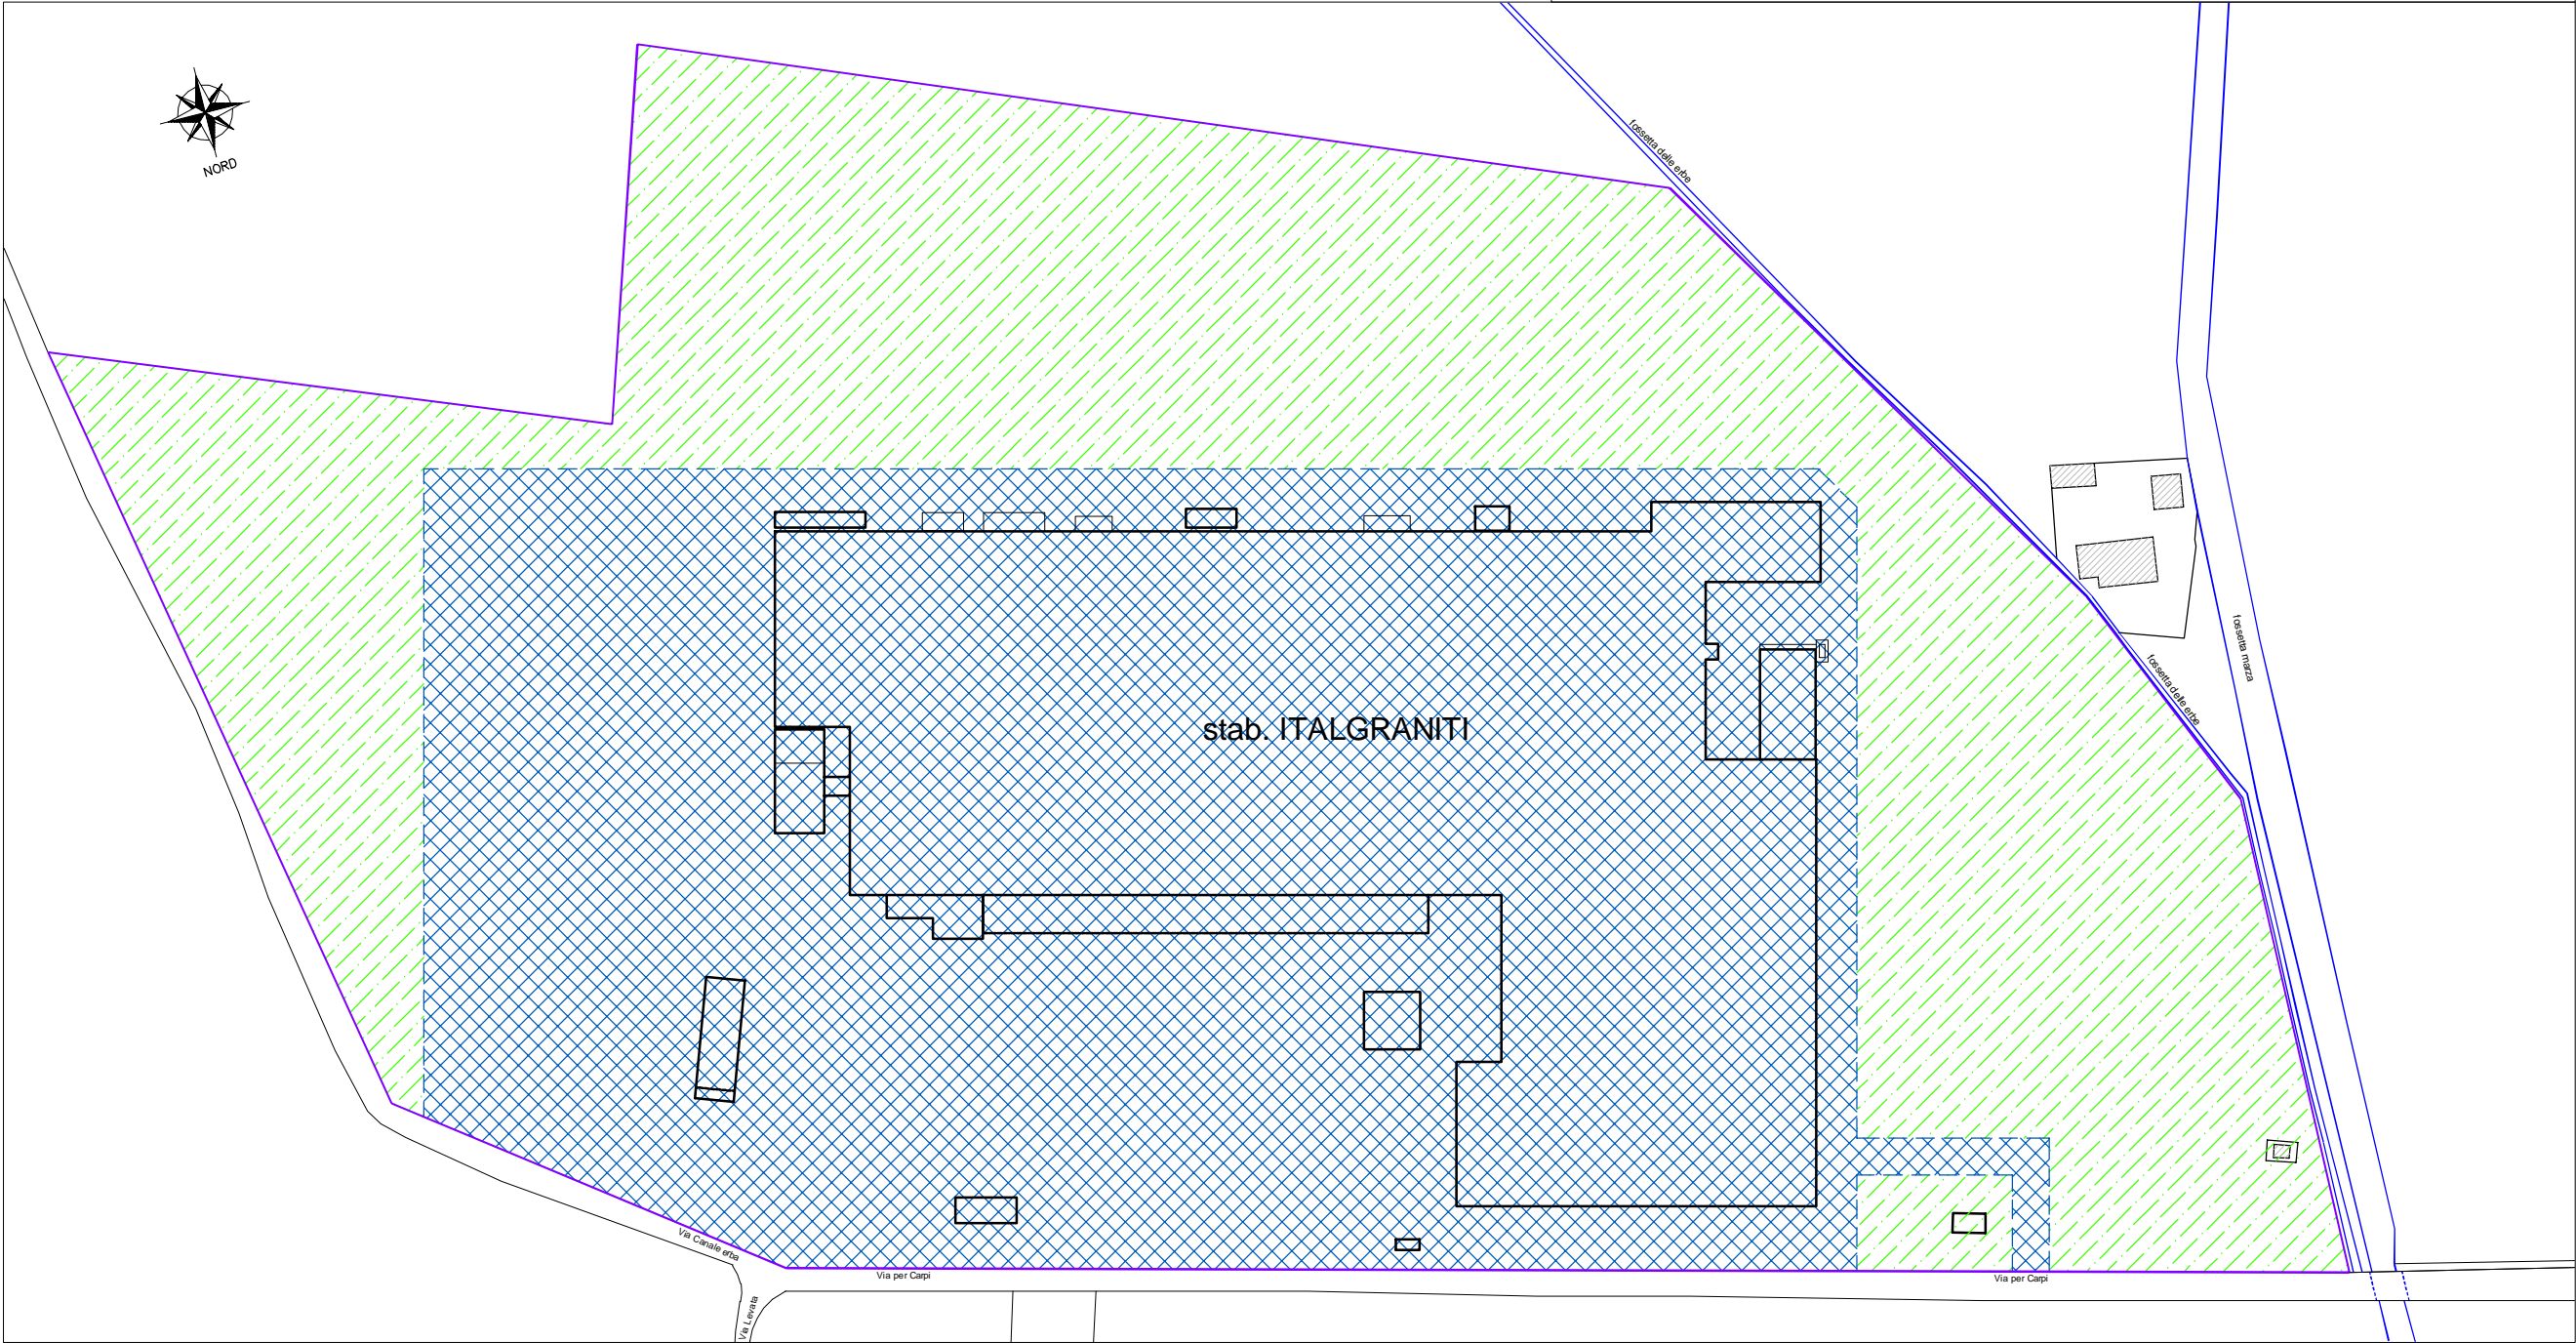 fossetta delle erbe
NORD
fossetta marza
fossetta delle erbe
stab. ITALGRANITI
Via Canale erba
Via per Carpi
Via per Carpi
Via Levata